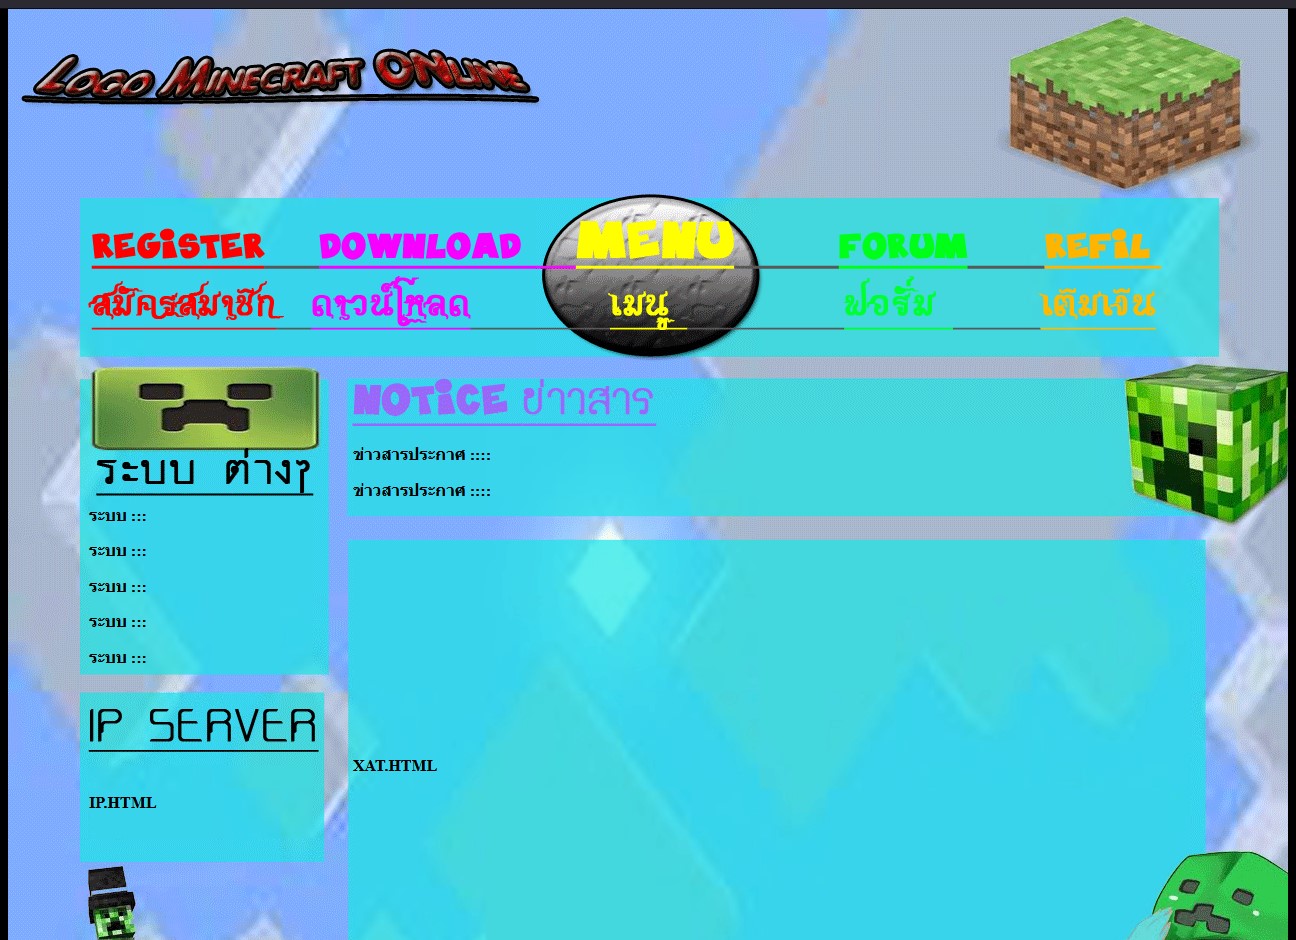 Logo Minecraft ONline
REGISTER DOWNLOAD MENU FORUM REFIL
สมัครสมาชิก ดาวน์โหลด เมนู ฟอรั่ม เติมเงิน
NOTICE ข่าวสาร
ข่าวสารประกาศ ::::
ข่าวสารประกาศ ::::
ระบบ ต่างๆ
ระบบ :::
ระบบ :::
ระบบ :::
ระบบ :::
ระบบ :::
IP SERVER
IP.HTML
XAT.HTML